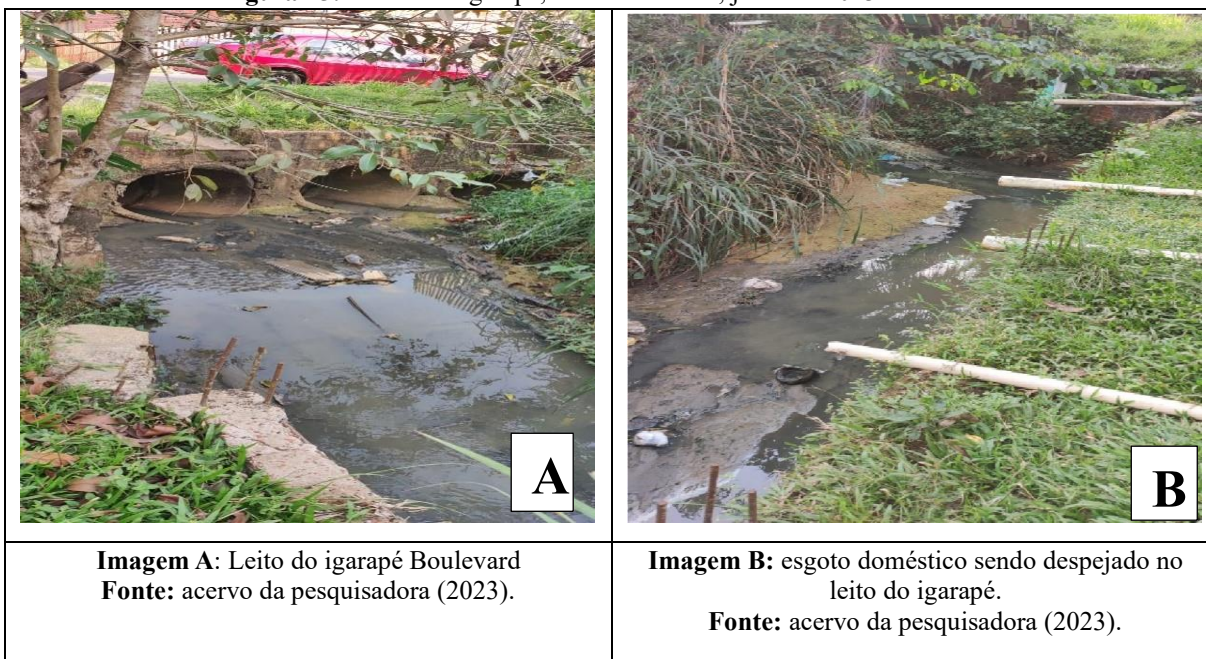 A
B
Imagem A: Leito do igarapé Boulevard
Fonte: acervo da pesquisadora (2023).
Imagem B: esgoto doméstico sendo despejado no
leito do igarapé.
Fonte: acervo da pesquisadora (2023).